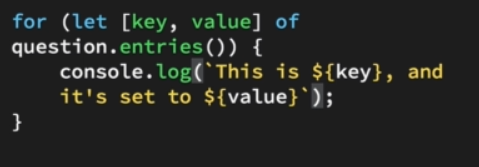 for (let [key, value] of
question.entries()) {
    console.log(`This is ${key}, and
    it's set to ${value}`);
}